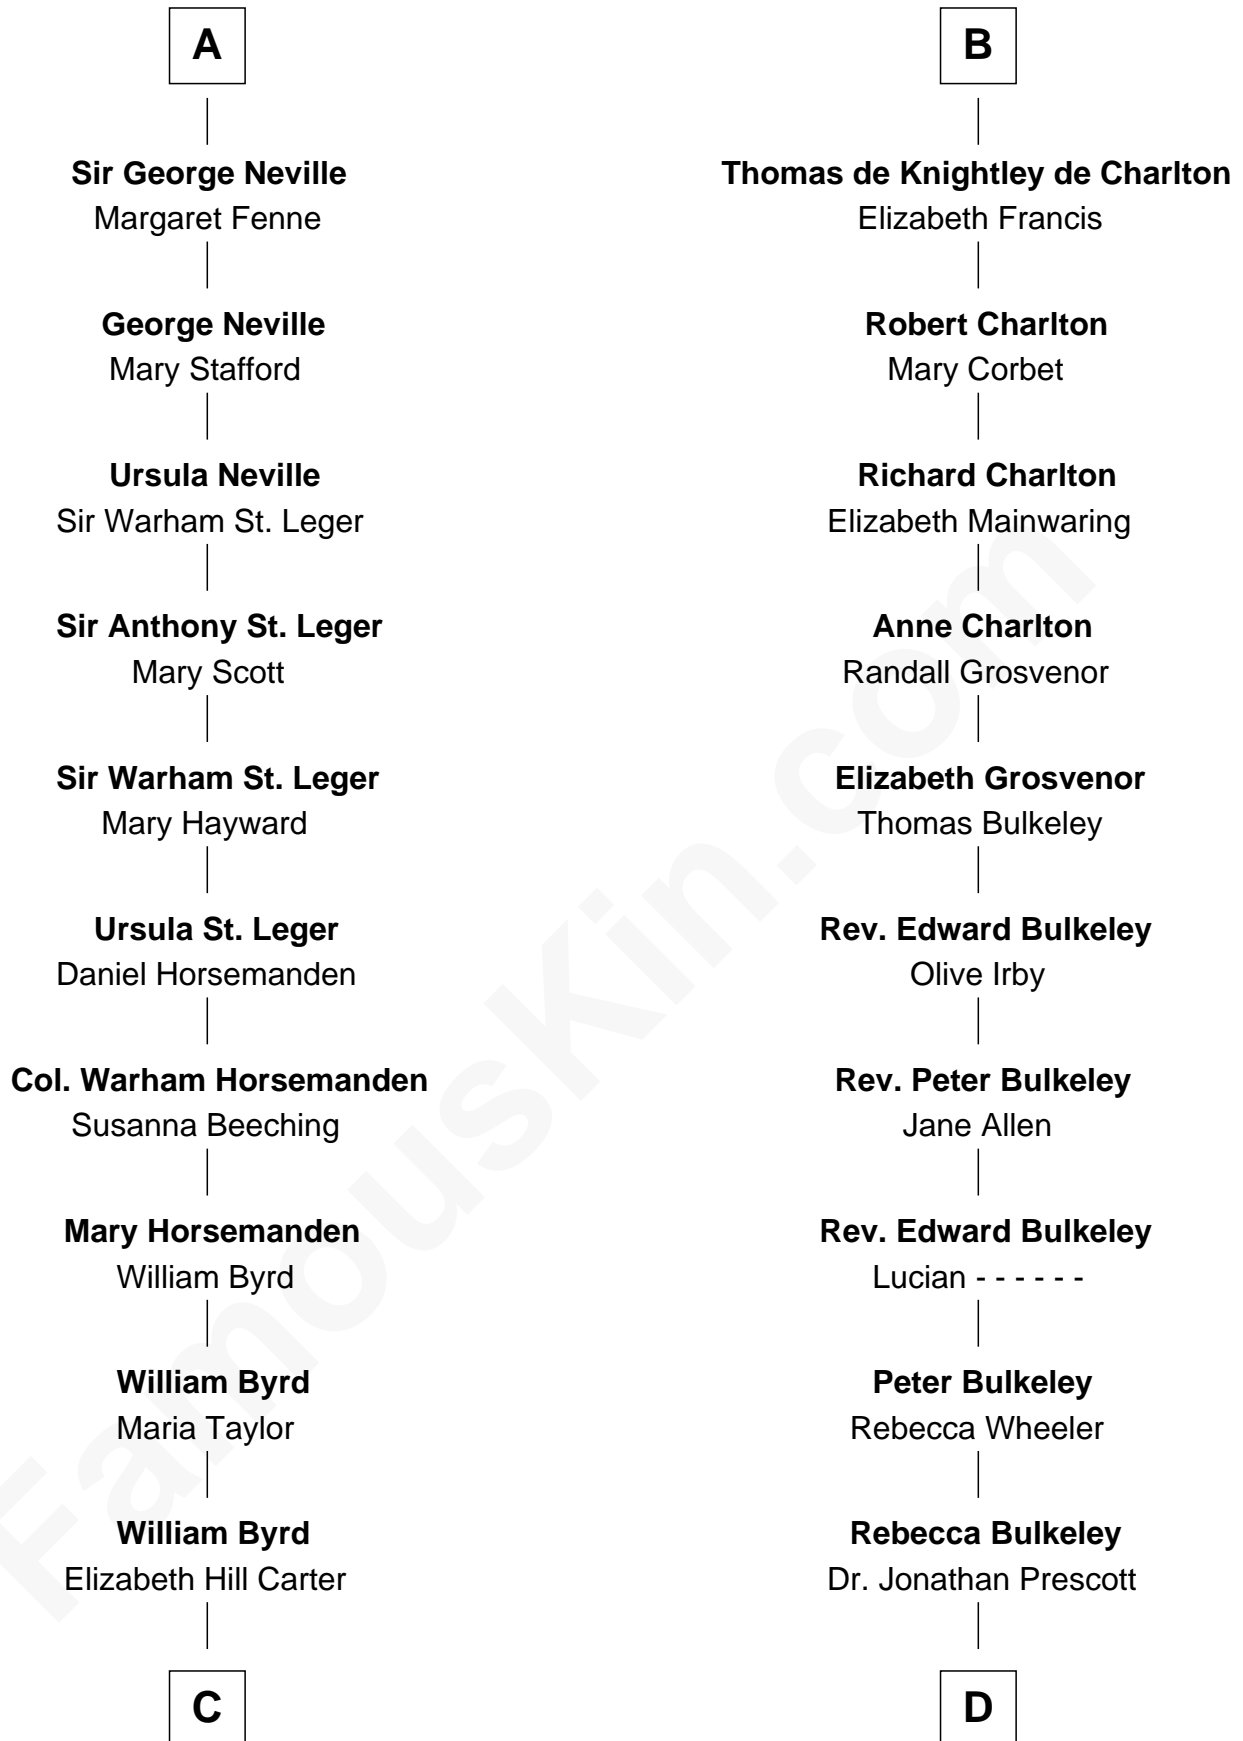 A
Sir George Neville
Margaret Fenne
George Neville
Mary Stafford
Ursula Neville
Sir Warham St. Leger
Sir Anthony St. Leger
Mary Scott
Sir Warham St. Leger
Mary Hayward
Ursula St. Leger
Daniel Horsemanden
Col. Warham Horsemanden
Susanna Beeching
Mary Horsemanden
William Byrd
William Byrd
Maria Taylor
William Byrd
Elizabeth Hill Carter
C
B
Thomas de Knightley de Charlton
Elizabeth Francis
Robert Charlton
Mary Corbet
Richard Charlton
Elizabeth Mainwaring
Anne Charlton
Randall Grosvenor
Elizabeth Grosvenor
Thomas Bulkeley
Rev. Edward Bulkeley
Olive Irby
Rev. Peter Bulkeley
Jane Allen
Rev. Edward Bulkeley
Lucian - - - - - -
Peter Bulkeley
Rebecca Wheeler
Rebecca Bulkeley
Dr. Jonathan Prescott
D
FamousKin.com